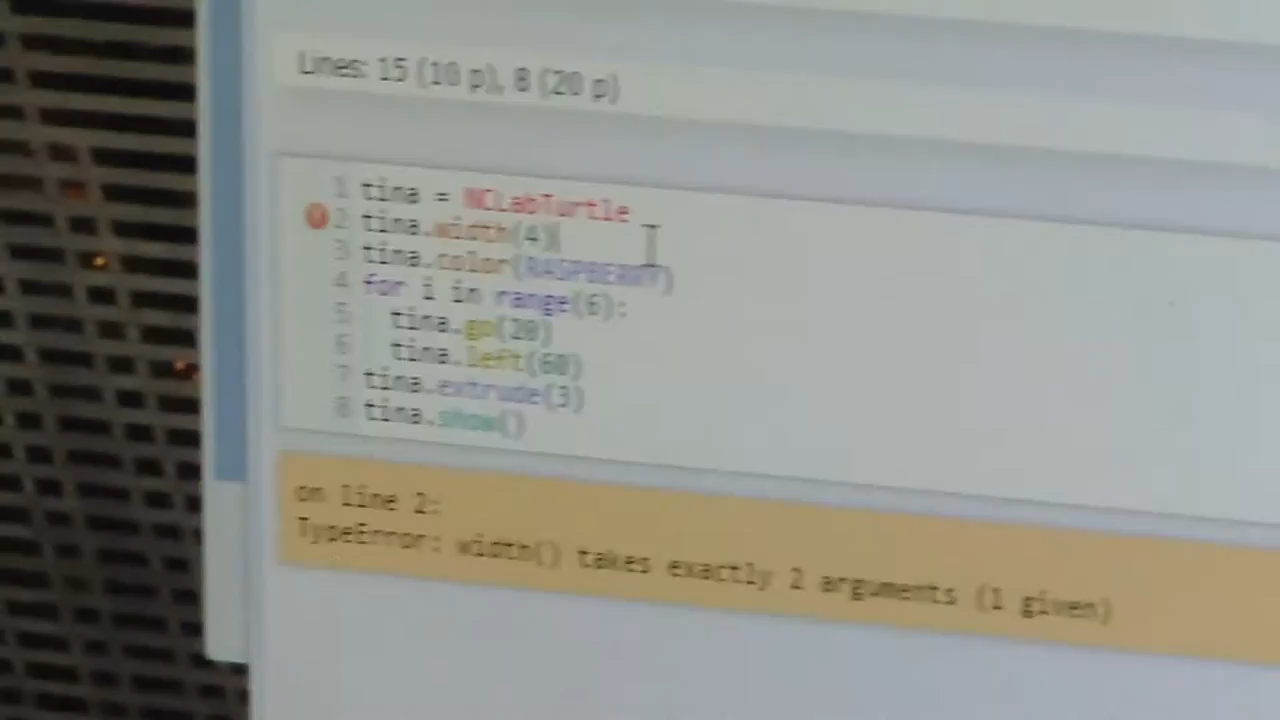 Lines: 15 (10 p), 8 (20 p)
1 tina = NCLabTurtle
2 tina.width(4)
3 tina.color(RASPBERRY)
4 for i in range(6):
5 tina.go(20)
6 tina.left(60)
7 tina.extrude(3)
8 tina.show()
on line 2:
TypeError: width() takes exactly 2 arguments (1 given)